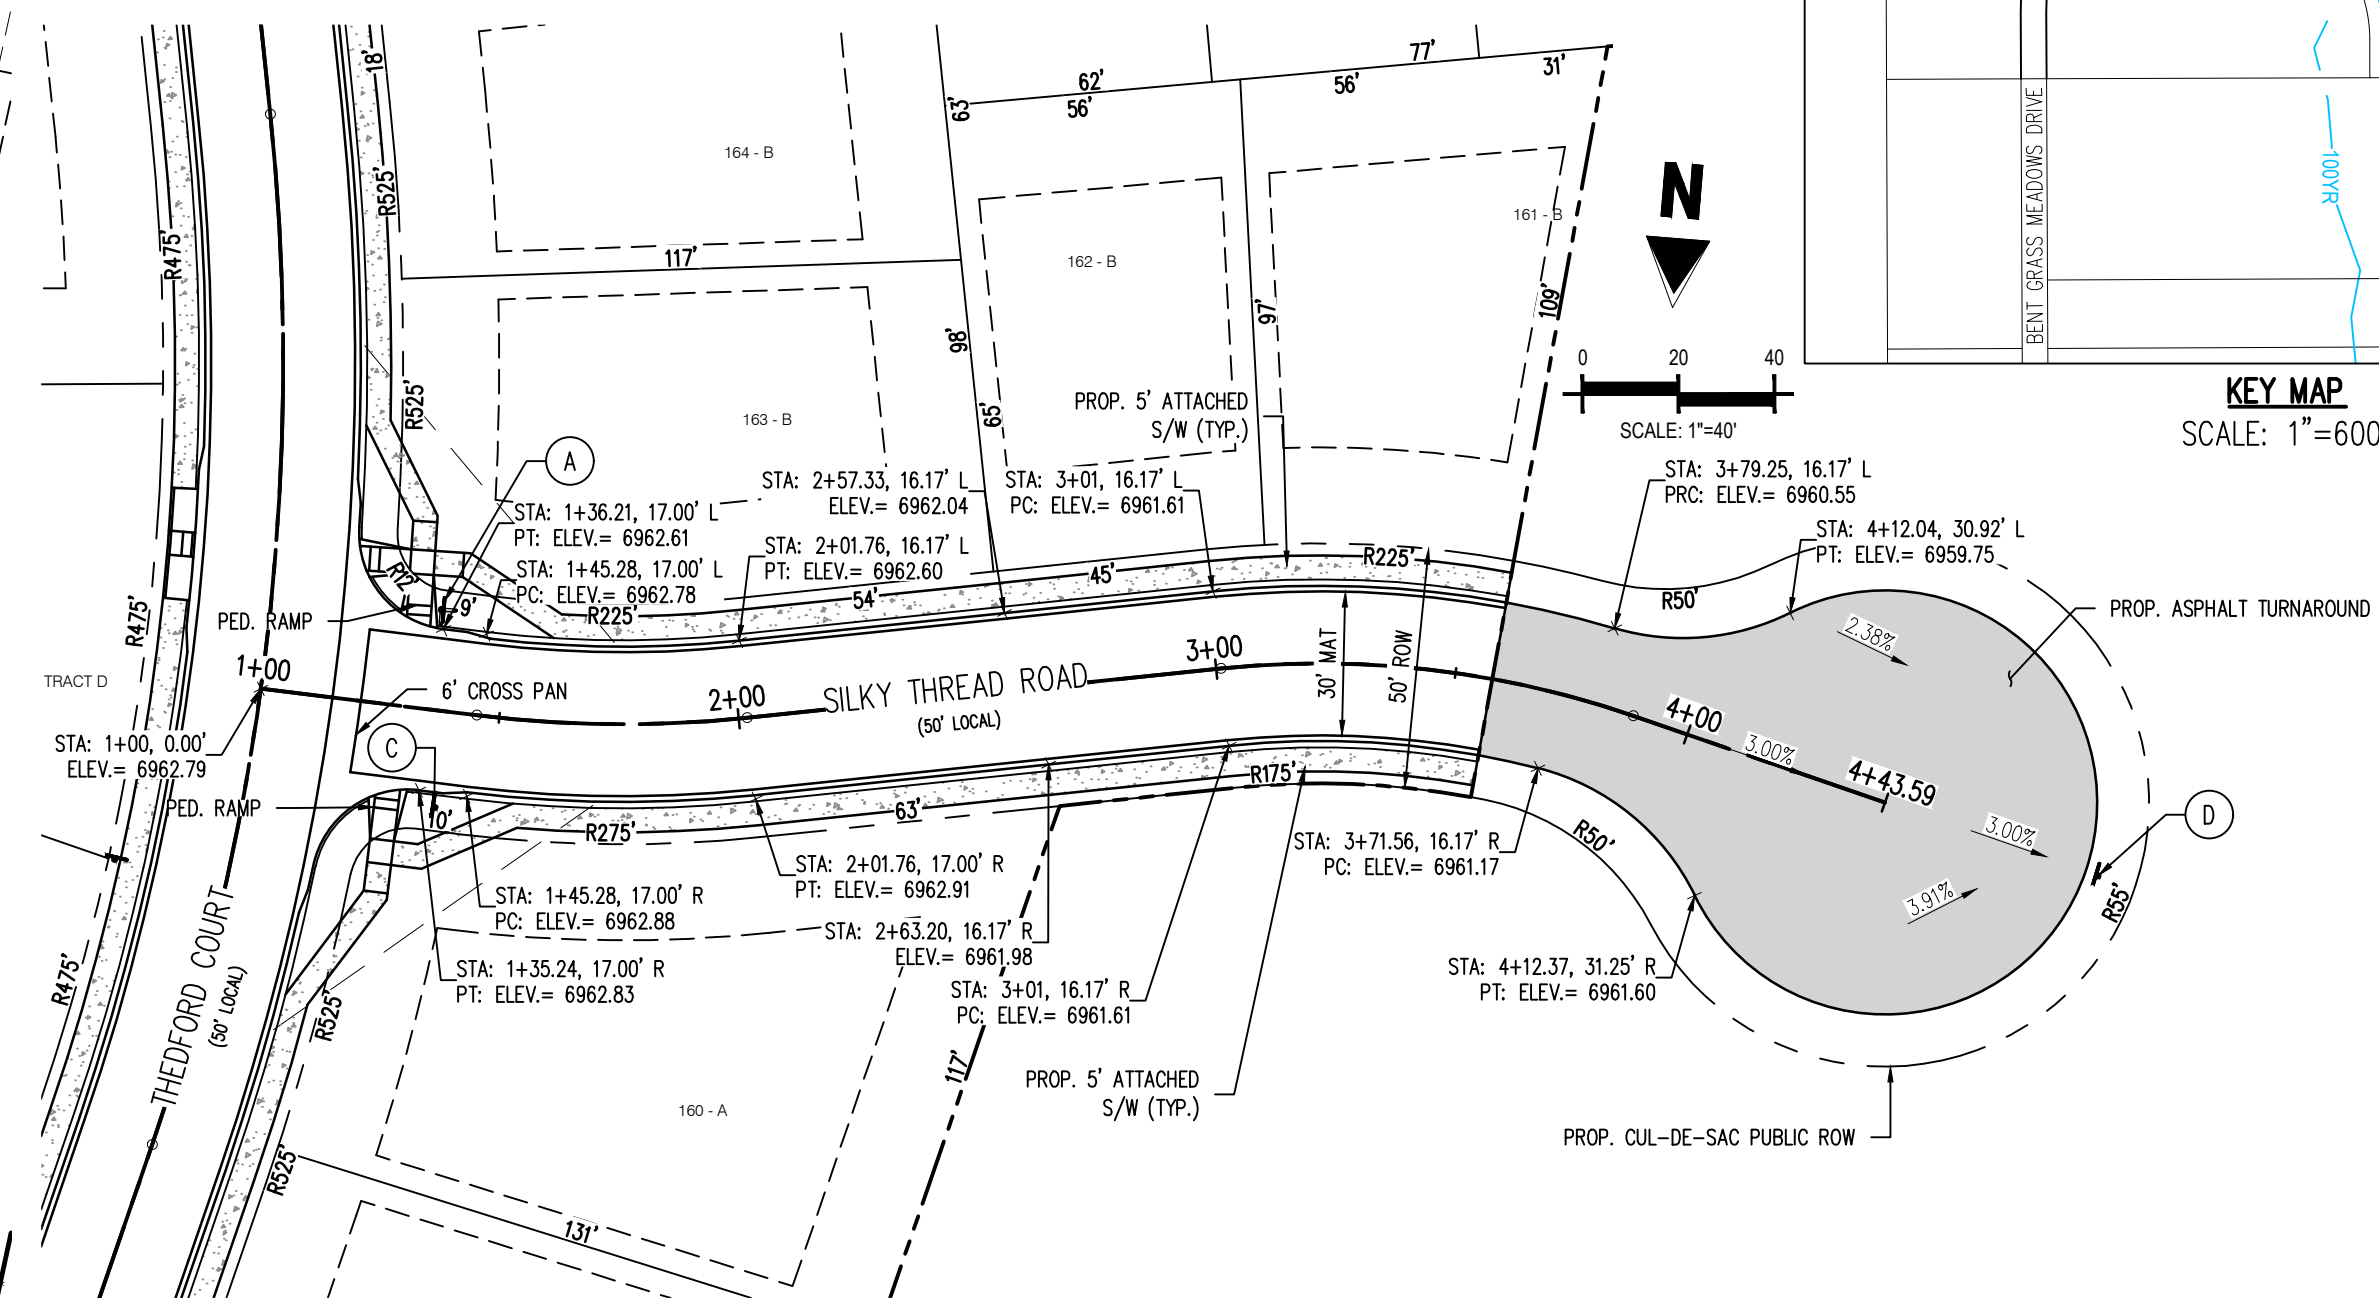 18'
R525'
R475'
164 - B
117'
62'
56'
63'
77'
56'
31'
162 - B
161 - B
97'
98'
109'
65'
N
0 20 40
SCALE: 1"=40'
BENT GRASS MEADOWS DRIVE
100YR
KEY MAP
SCALE: 1"=600
R525'
163 - B
A
PROP. 5' ATTACHED
S/W (TYP.)
STA: 1+36.21, 17.00' L
PT: ELEV.= 6962.61
STA: 1+45.28, 17.00' L
PC: ELEV.= 6962.78
STA: 2+57.33, 16.17' L
ELEV.= 6962.04
STA: 2+01.76, 16.17' L
PT: ELEV.= 6962.60
STA: 3+01, 16.17' L
PC: ELEV.= 6961.61
STA: 3+79.25, 16.17' L
PRC: ELEV.= 6960.55
STA: 4+12.04, 30.92' L
PT: ELEV.= 6959.75
R12'
9'
R225'
54'
45'
R225'
R50'
PED. RAMP
R475'
TRACT D
1+00
6' CROSS PAN
2+00
SILKY THREAD ROAD
(50' LOCAL)
3+00
30' MAT
50' ROW
4+00
3.00%
4+43.59
2.38%
PROP. ASPHALT TURNAROUND
3.00%
3.91%
D
R55'
STA: 1+00, 0.00'
ELEV.= 6962.79
C
PED. RAMP
10'
R275'
63'
R175'
R50'
STA: 1+45.28, 17.00' R
PC: ELEV.= 6962.88
STA: 1+35.24, 17.00' R
PT: ELEV.= 6962.83
STA: 2+01.76, 17.00' R
PT: ELEV.= 6962.91
STA: 2+63.20, 16.17' R
ELEV.= 6961.98
STA: 3+01, 16.17' R
PC: ELEV.= 6961.61
STA: 3+71.56, 16.17' R
PC: ELEV.= 6961.17
STA: 4+12.37, 31.25' R
PT: ELEV.= 6961.60
PROP. 5' ATTACHED
S/W (TYP.)
PROP. CUL-DE-SAC PUBLIC ROW
THEDFORD COURT
(50' LOCAL)
R475'
R525'
R525'
117'
160 - A
131'